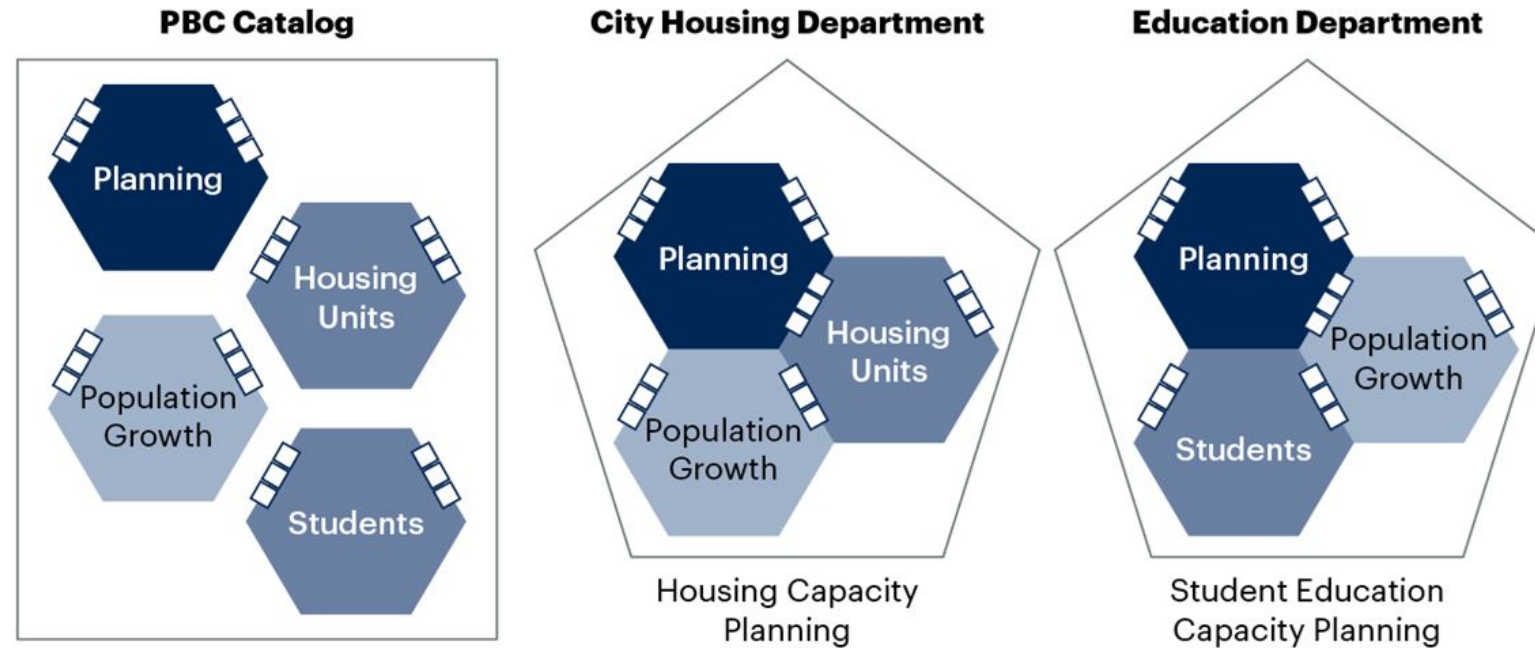 PBC Catalog
Planning
Housing
Units
Population
Growth
Students
City Housing Department
Planning
Housing
Units
Population
Growth
Housing Capacity
Planning
Education Department
Planning
Population
Growth
Students
Student Education
Capacity Planning